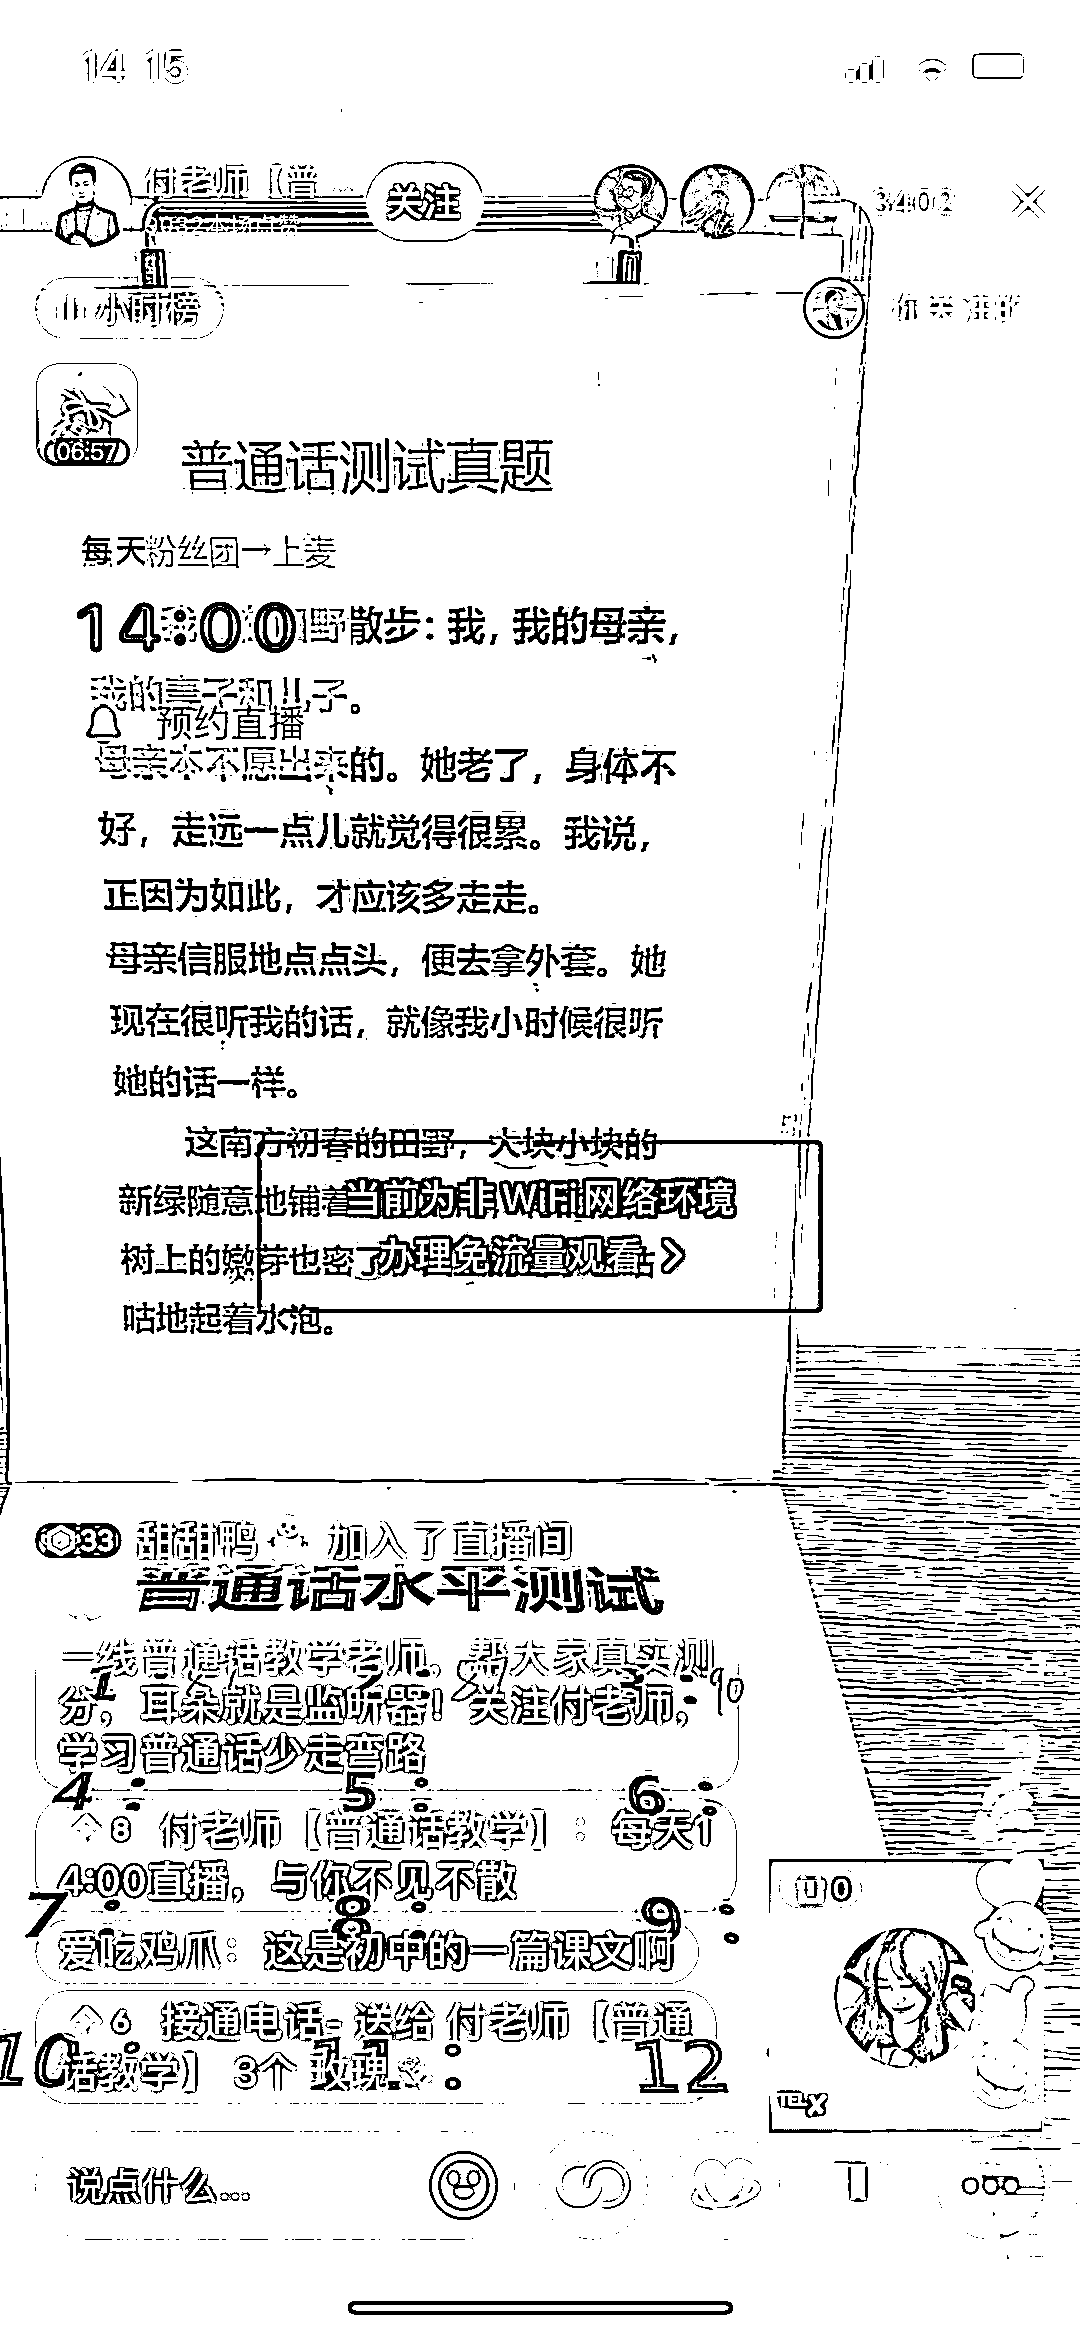 14 15
付老师【普...
关注
9932本场点赞
3402
小时榜
06:57
普通话测试真题
每天粉丝团→上麦
14:00
野散步：我，我的母亲，
我的妻子和儿子。
预约直播
母亲本不愿出来的。她老了，身体不
好，走远一点儿就觉得很累。我说，
正因为如此，才应该多走走。
母亲信服地点点头，便去拿外套。她
现在很听我的话，就像我小时候很听
她的话一样。
这南方初春的田野，大块小块的
新绿随意地铺着
当前为非WiFi网络环境
树上的嫩芽也密了
办理免流量观看 >
咕地起着水泡。
33 甜甜鸭 加入了直播间
普通话水平测试
一线普通话教学老师，帮大家真实测
分，耳朵就是监听器！关注付老师，
学习普通话少走弯路
4 : 5 : 6 :
8 付老师【普通话教学】：每天1
4:00直播，与你不见不散
7 : 8 : 9 :
爱吃鸡爪：这是初中的一篇课文啊
6 接通电话- 送给 付老师【普通
话教学】 3个 玫瑰
10 : 11 : 12
说点什么...